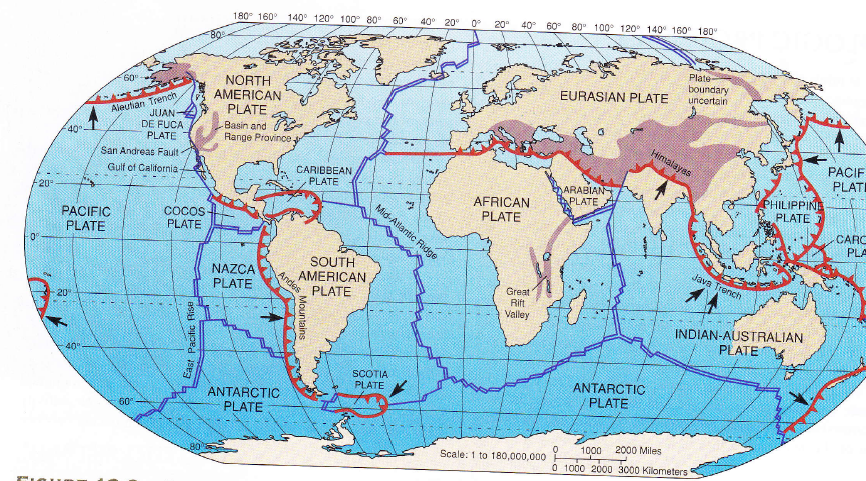 180° 160° 140° 120° 100° 80° 60° 40° 20° 0° 20° 40° 60° 80° 100° 120° 140° 160° 180°
80°
60°
40°
20°
0°
20°
40°
60°
80°
Aleutian Trench
JUAN
DE FUCA
PLATE
San Andreas Fault
Gulf of California
NORTH
AMERICAN
PLATE
Basin and
Range Province
CARIBBEAN
PLATE
PACIFIC
PLATE
COCOS
PLATE
NAZCA
PLATE
SOUTH
AMERICAN
PLATE
Andes Mountains
East Pacific Rise
ANTARCTIC
PLATE
SCOTIA
PLATE
Mid-Atlantic Ridge
EURASIAN PLATE
Plate
boundary
uncertain
Himalayas
ARABIAN
PLATE
AFRICAN
PLATE
Great
Rift
Valley
PHILIPPINE
PLATE
PACIF
PLAT
CARO
PLA
Java Trench
INDIAN-AUSTRALIAN
PLATE
ANTARCTIC
PLATE
Scale: 1 to 180,000,000
0 1000 2000 Miles
0 1000 2000 3000 Kilometers